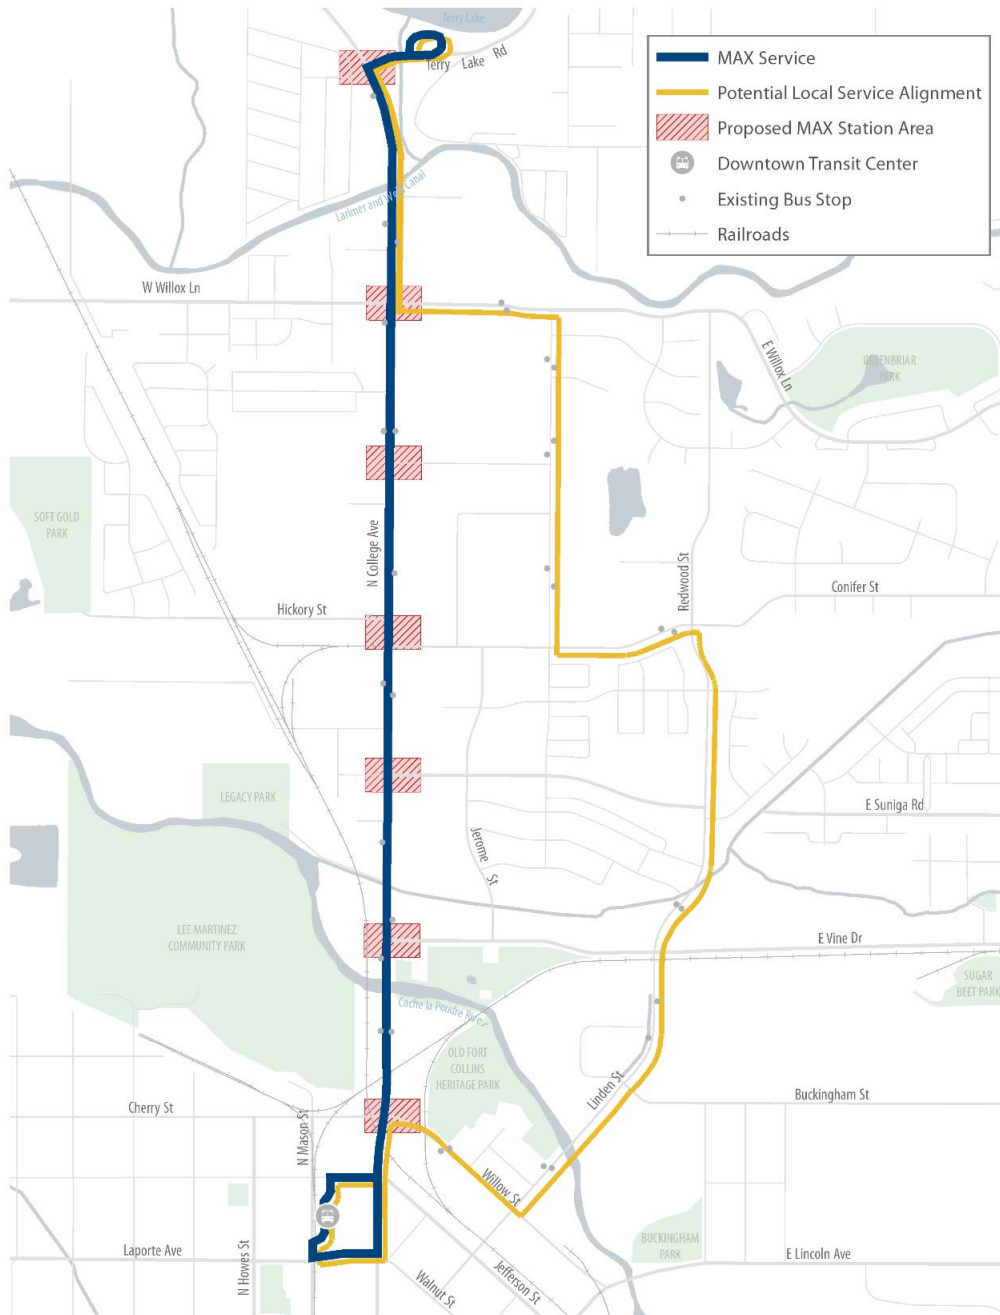 Terry Lake
Terry Lake Rd
MAX Service
Potential Local Service Alignment
Proposed MAX Station Area
Downtown Transit Center
Existing Bus Stop
Railroads
Larimer and Weld Canal
W Willox Ln
E Willox Ln
GREENBRIAR
PARK
SOFT GOLD
PARK
N College Ave
Redwood St
Conifer St
Hickory St
LEGACY PARK
E Suniga Rd
Jerome St
LEE MARTINEZ
COMMUNITY PARK
E Vine Dr
SUGAR
BEET PARK
Cache la Poudre River
OLD FORT
COLLINS
HERITAGE PARK
Linden St
Buckingham St
Cherry St
N Mason St
Willow St
BUCKINGHAM
PARK
Laporte Ave
N Howes St
E Lincoln Ave
Walnut St
Jefferson St